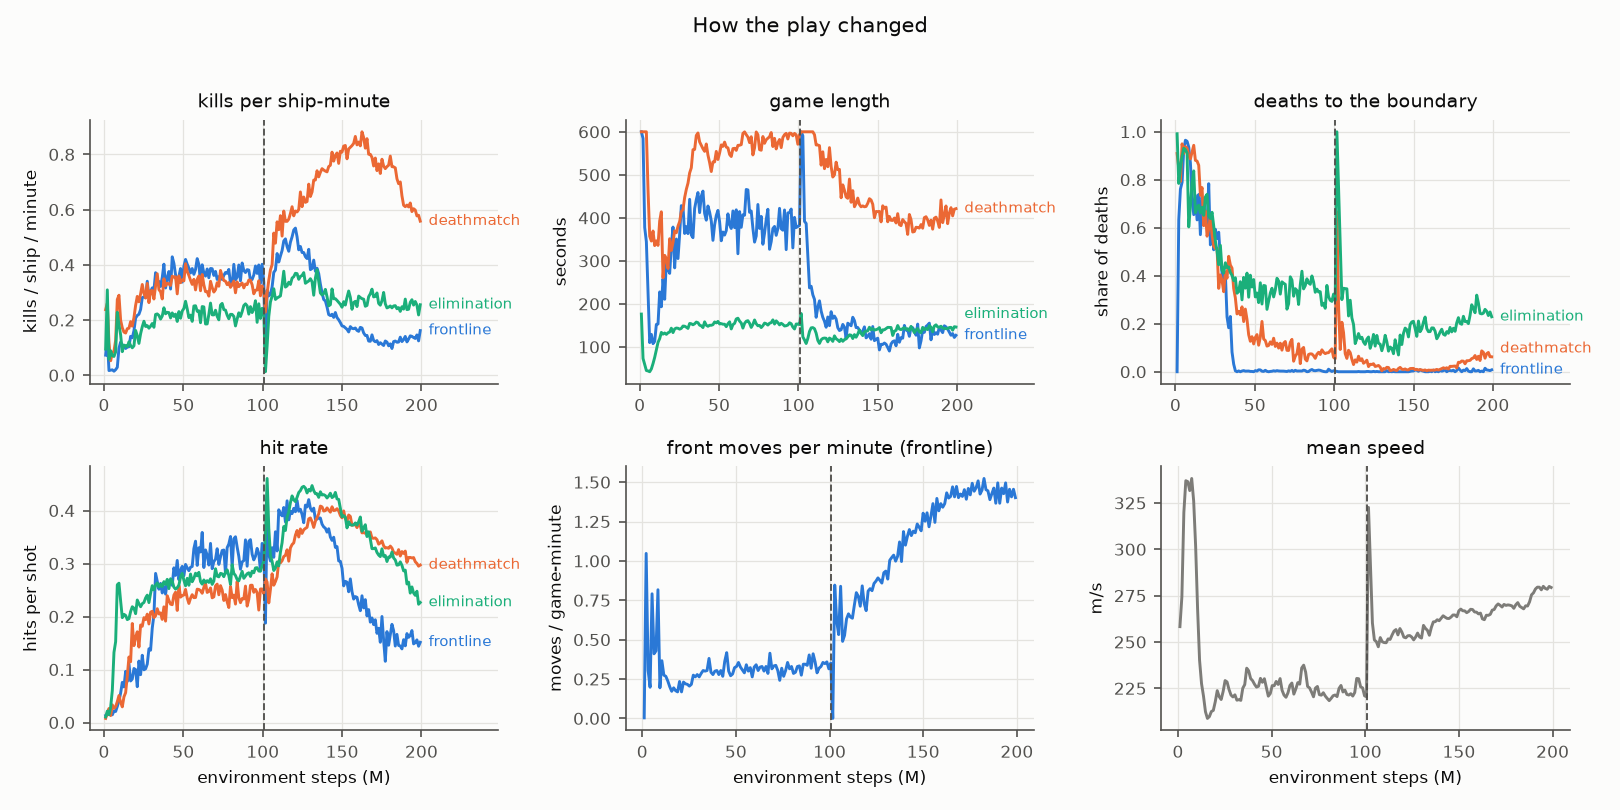 How the play changed
kills per ship-minute
kills / ship / minute
0.8
0.6
0.4
0.2
0.0
0 50 100 150 200
deathmatch
elimination
frontline
game length
seconds
600
500
400
300
200
100
0 50 100 150 200
deathmatch
elimination
frontline
deaths to the boundary
share of deaths
1.0
0.8
0.6
0.4
0.2
0.0
0 50 100 150 200
elimination
deathmatch
frontline
hit rate
hits per shot
0.4
0.3
0.2
0.1
0.0
0 50 100 150 200
environment steps (M)
deathmatch
elimination
frontline
front moves per minute (frontline)
moves / game-minute
1.50
1.25
1.00
0.75
0.50
0.25
0.00
0 50 100 150 200
environment steps (M)
mean speed
m/s
325
300
275
250
225
0 50 100 150 200
environment steps (M)